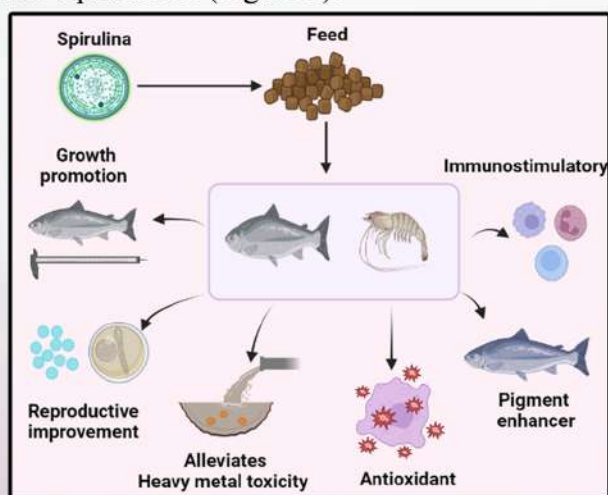 Spirulina
Feed
Growth
promotion
Immunostimulatory
Reproductive
improvement
Alleviates
Heavy metal toxicity
Antioxidant
Pigment
enhancer